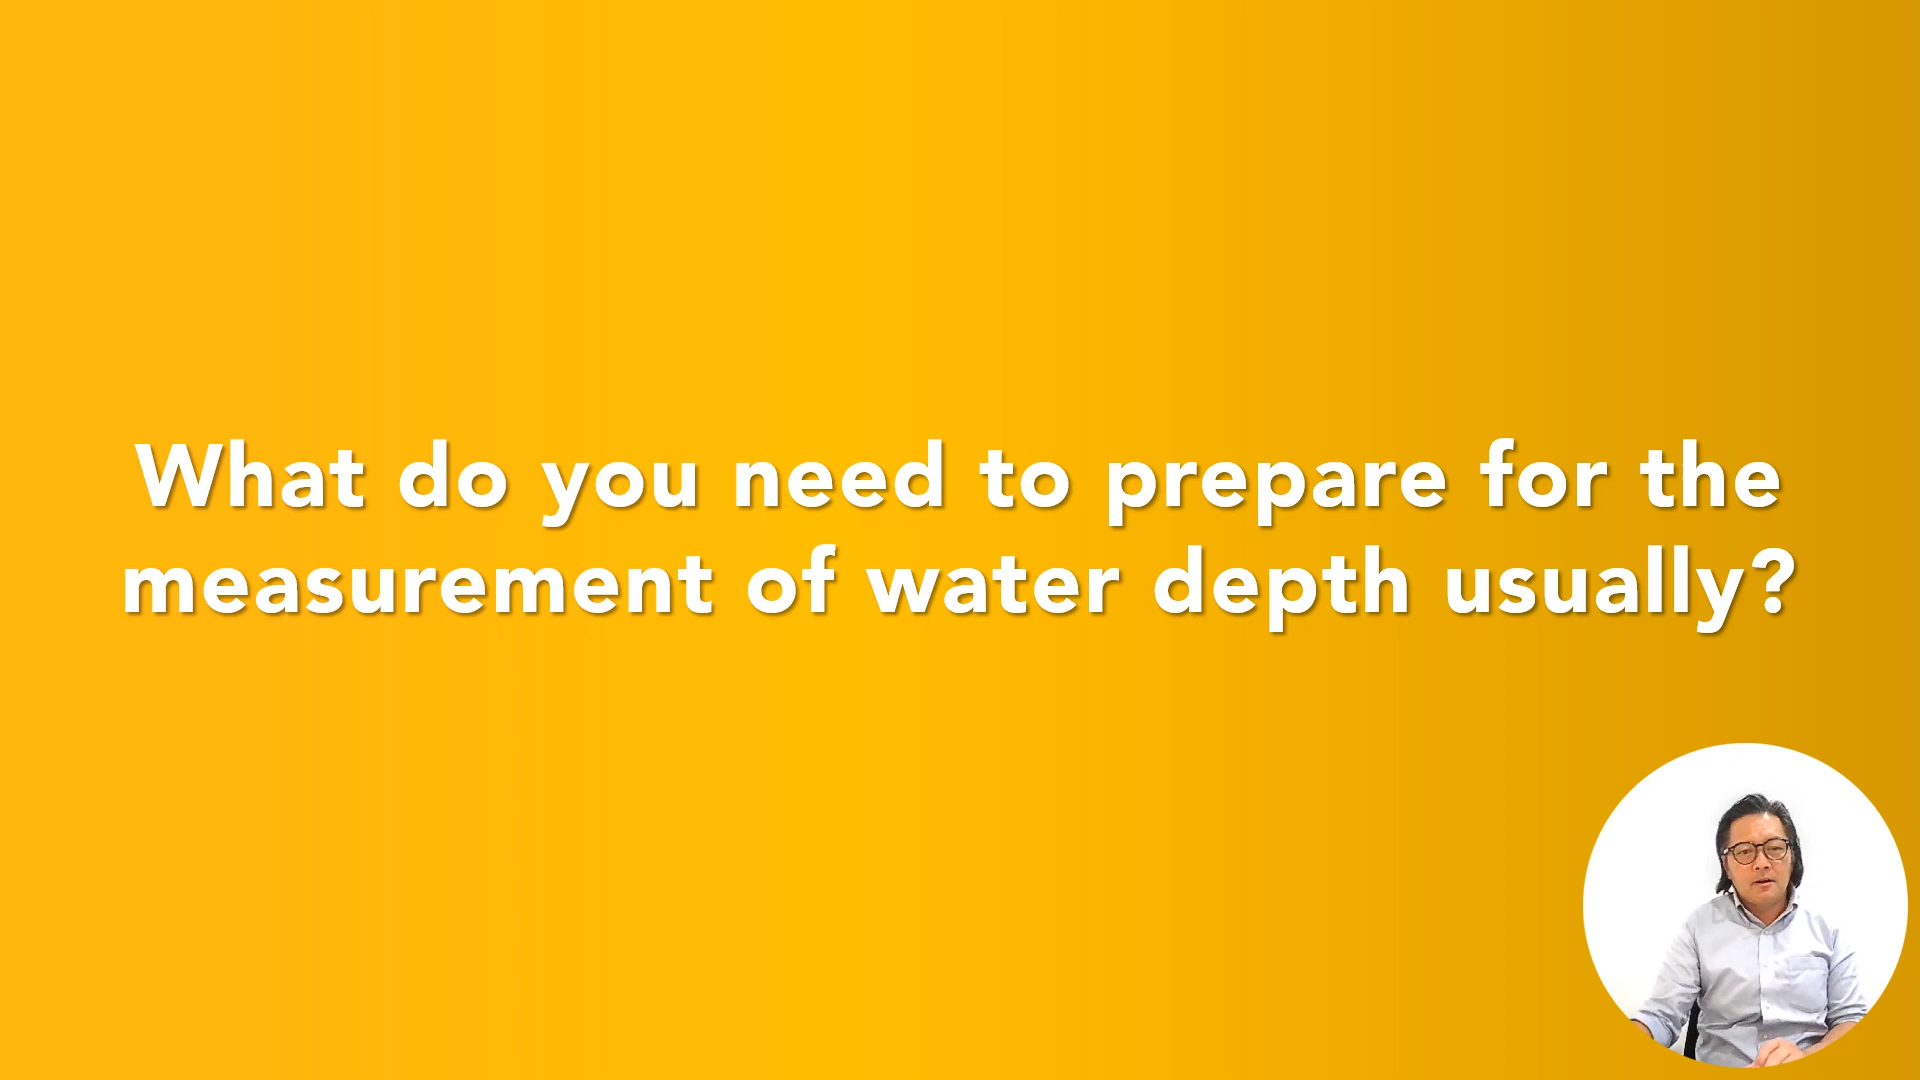 What do you need to prepare for the
measurement of water depth usually?